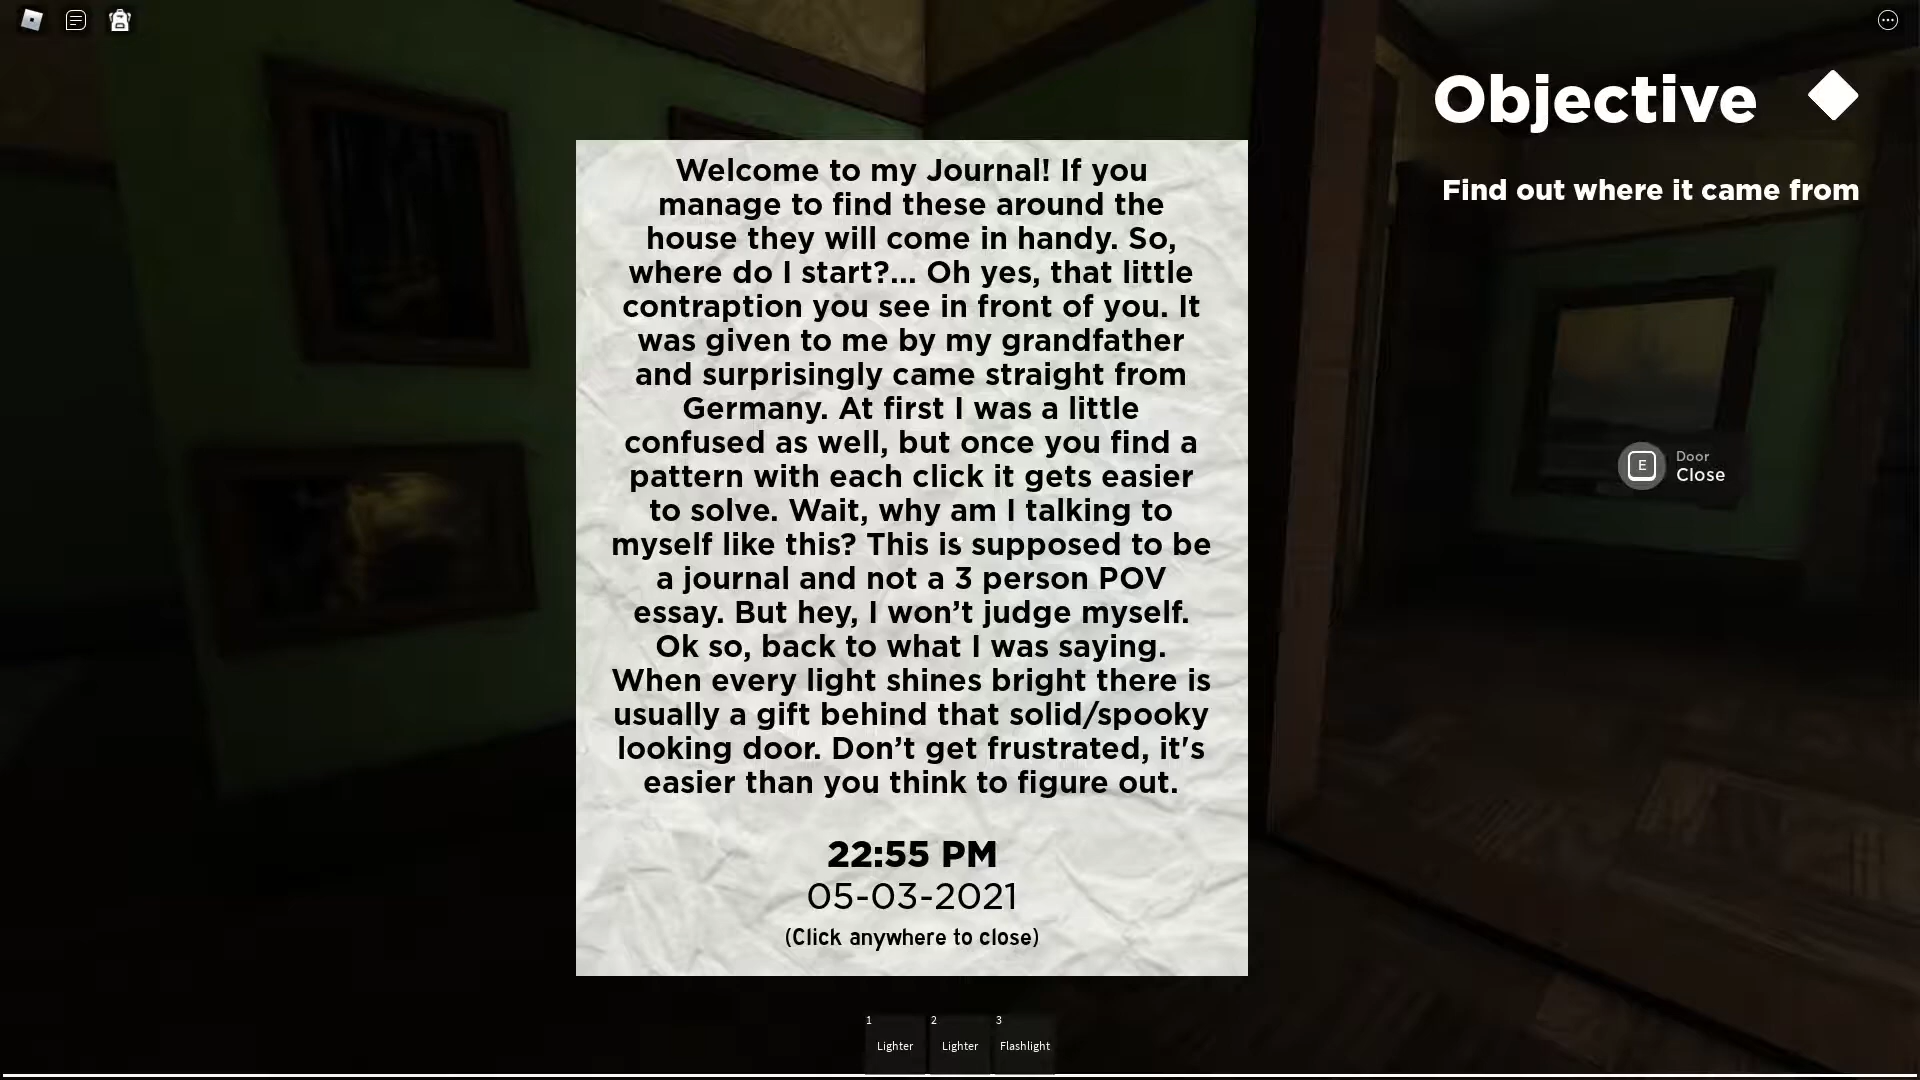 Objective
Find out where it came from
Welcome to my Journal! If you
manage to find these around the
house they will come in handy. So,
where do I start?... Oh yes, that little
contraption you see in front of you. It
was given to me by my grandfather
and surprisingly came straight from
Germany. At first I was a little
confused as well, but once you find a
pattern with each click it gets easier
to solve. Wait, why am I talking to
myself like this? This is supposed to be
a journal and not a 3 person POV
essay. But hey, I won’t judge myself.
Ok so, back to what I was saying.
When every light shines bright there is
usually a gift behind that solid/spooky
looking door. Don’t get frustrated, it's
easier than you think to figure out.
22:55 PM
05-03-2021
(Click anywhere to close)
E
Door
Close
1
Lighter
2
Lighter
3
Flashlight